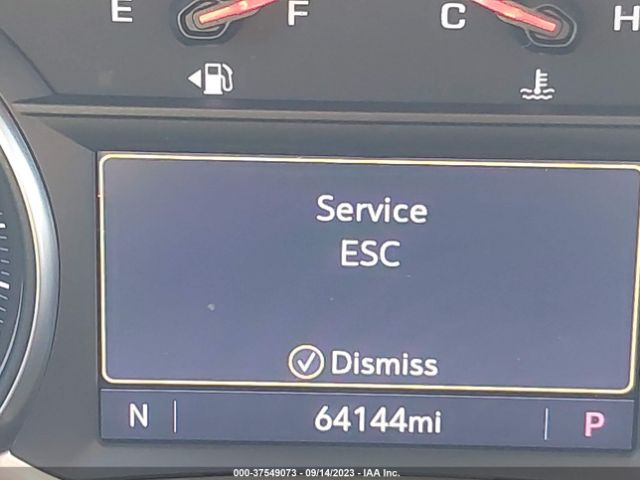 E F C H
Service
ESC
Dismiss
N 64144mi P
000-37549073 - 09/14/2023 - IAA Inc.